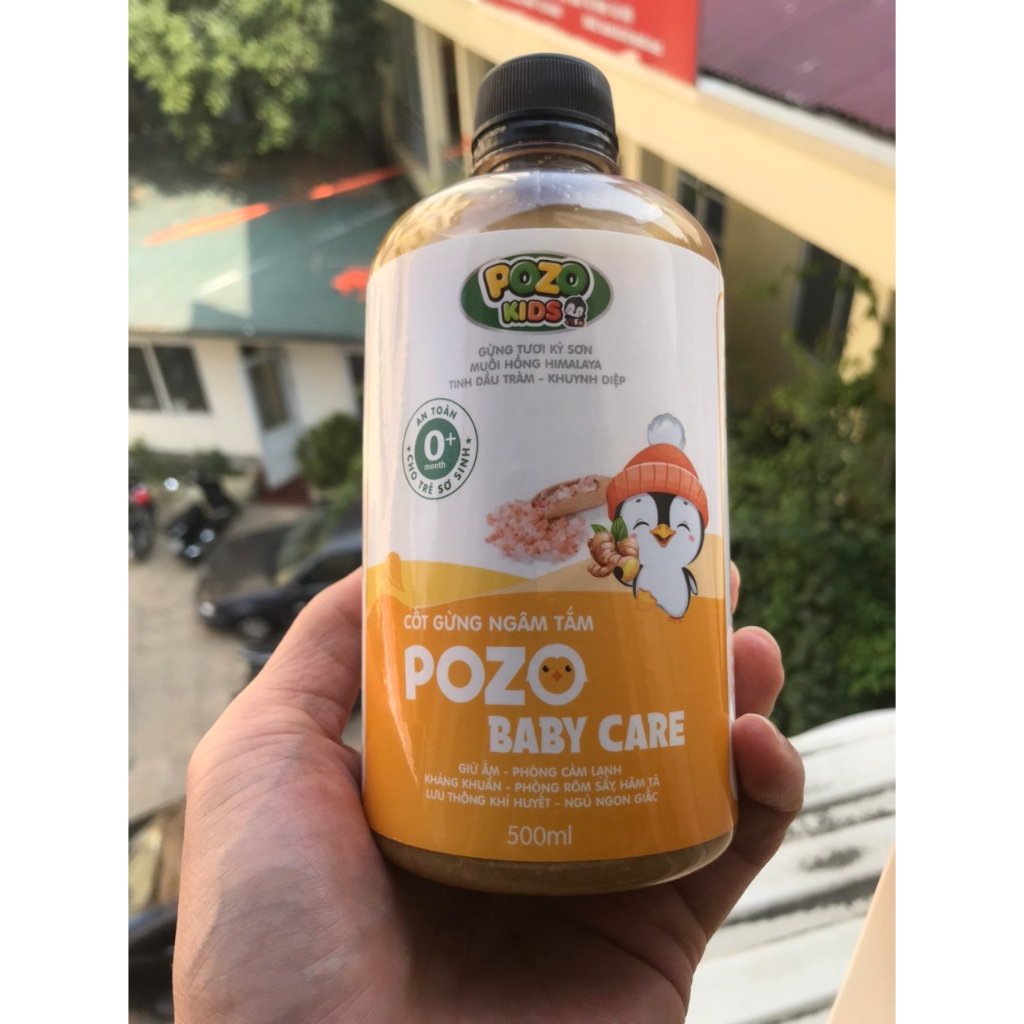 POZO
KIDS
GỪNG TƯƠI KỲ SƠN
MUỐI HỒNG HIMALAYA
TINH DẦU TRÀM - KHUYNH DIỆP
AN TOÀN
0+
month
CHO TRẺ SƠ SINH
CỐT GỪNG NGÂM TẮM
POZO
BABY CARE
GIỮ ẤM - PHÒNG CẢM LẠNH
KHÁNG KHUẨN - PHÒNG RÔM SẨY, HĂM TÃ
LƯU THÔNG KHÍ HUYẾT - NGỦ NGON GIẤC
500ml